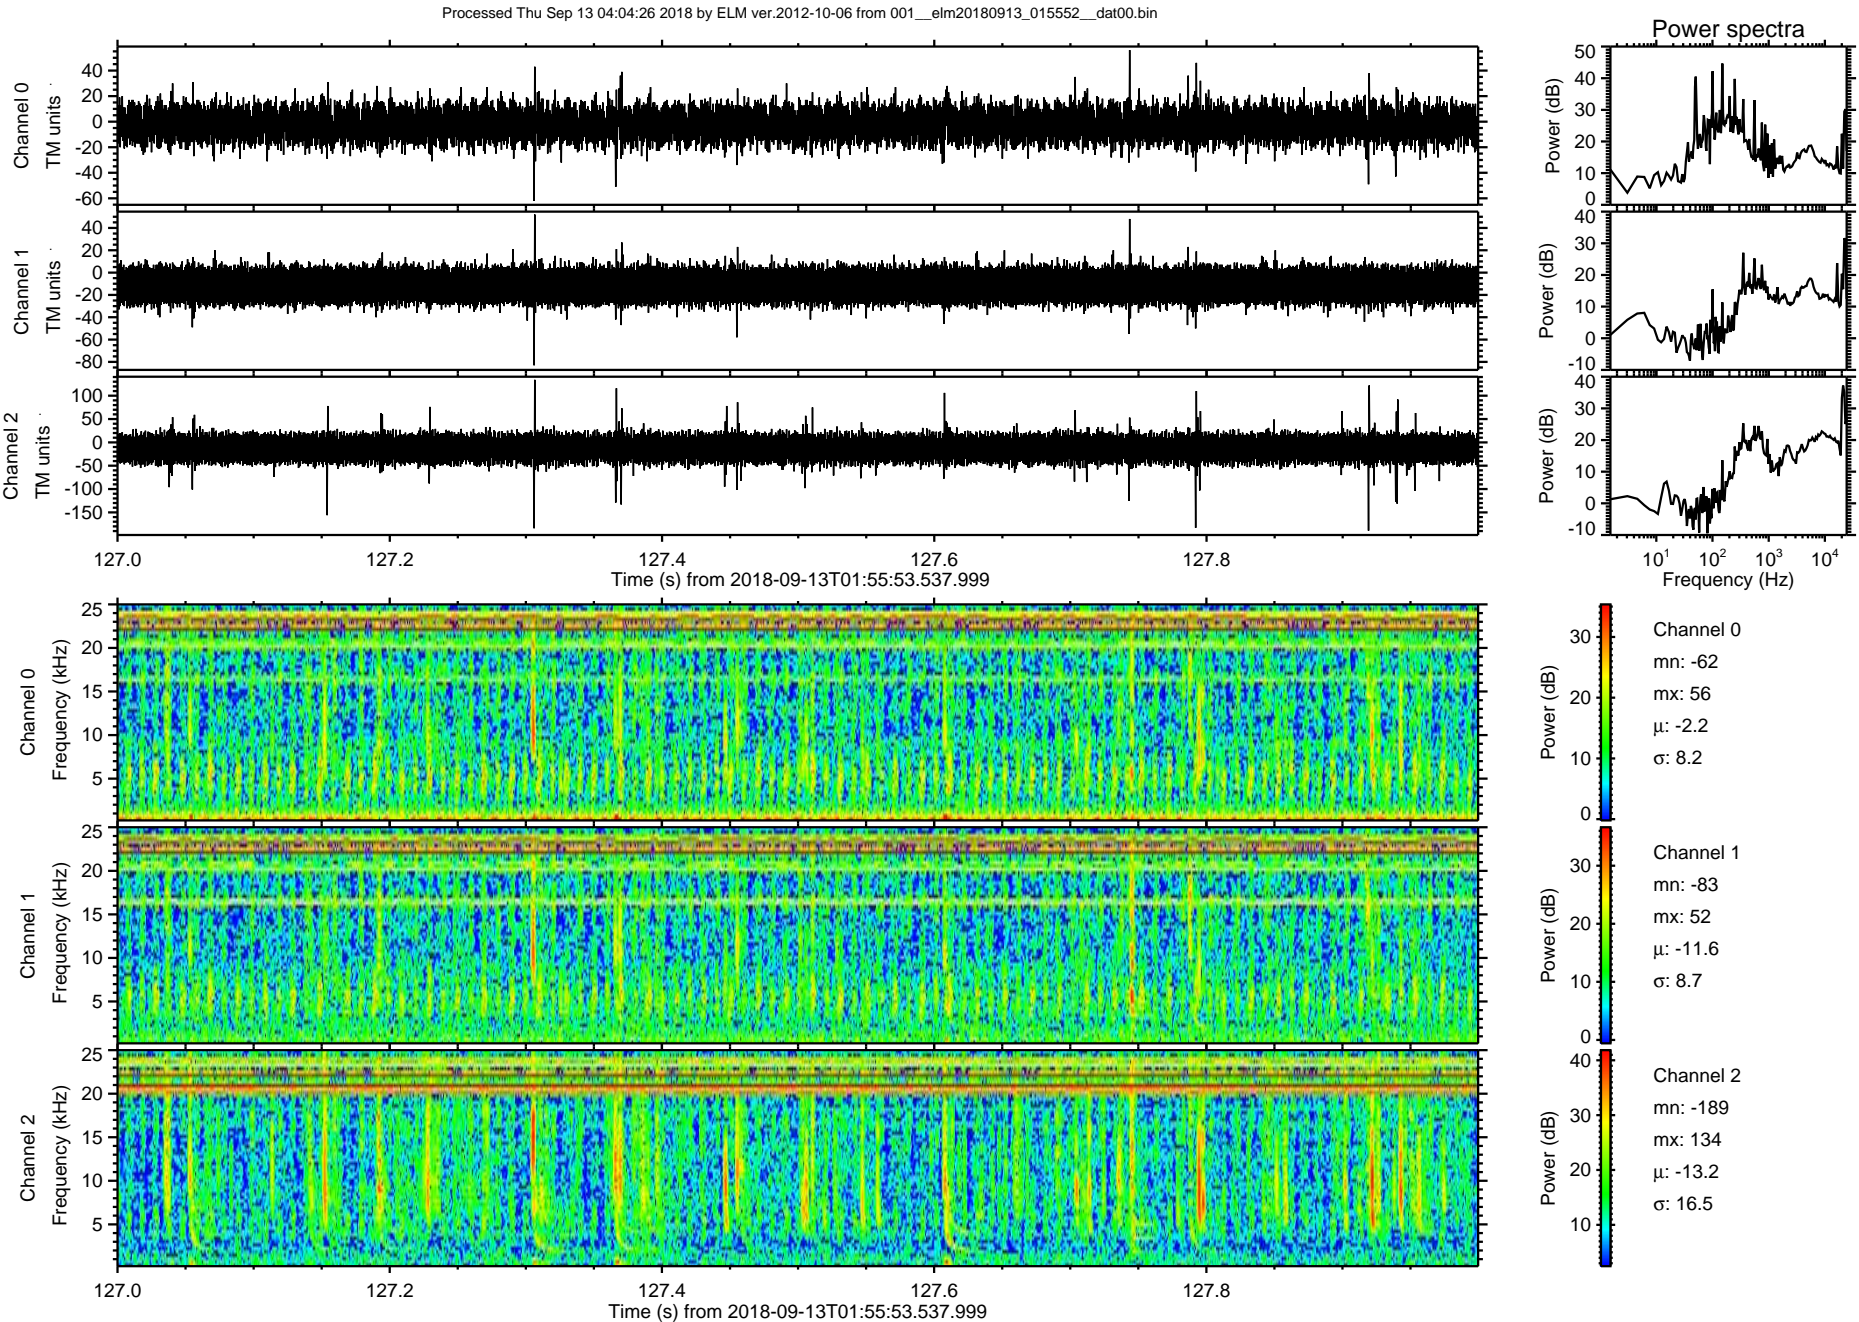 Processed Thu Sep 13 04:04:26 2018 by ELM ver.2012-10-06 from 001__elm20180913_015552__dat00.bin
Power spectra
Channel 0
TM units
40
20
0
-20
-40
-60
Power (dB)
50
40
30
20
10
0
Channel 1
TM units
40
20
0
-20
-40
-60
-80
Power (dB)
40
30
20
10
0
-10
Channel 2
TM units
100
50
0
-50
-100
-150
Power (dB)
40
30
20
10
0
-10
127.0 127.2 127.4 127.6 127.8
Time (s) from 2018-09-13T01:55:53.537.999
10¹ 10² 10³ 10⁴
Frequency (Hz)
Channel 0
Frequency (kHz)
25
20
15
10
5
Power (dB)
30
20
10
0
Channel 0
mn: -62
mx: 56
μ: -2.2
σ: 8.2
Channel 1
Frequency (kHz)
25
20
15
10
5
Power (dB)
30
20
10
0
Channel 1
mn: -83
mx: 52
μ: -11.6
σ: 8.7
Channel 2
Frequency (kHz)
25
20
15
10
5
Power (dB)
40
30
20
10
Channel 2
mn: -189
mx: 134
μ: -13.2
σ: 16.5
127.0 127.2 127.4 127.6 127.8
Time (s) from 2018-09-13T01:55:53.537.999